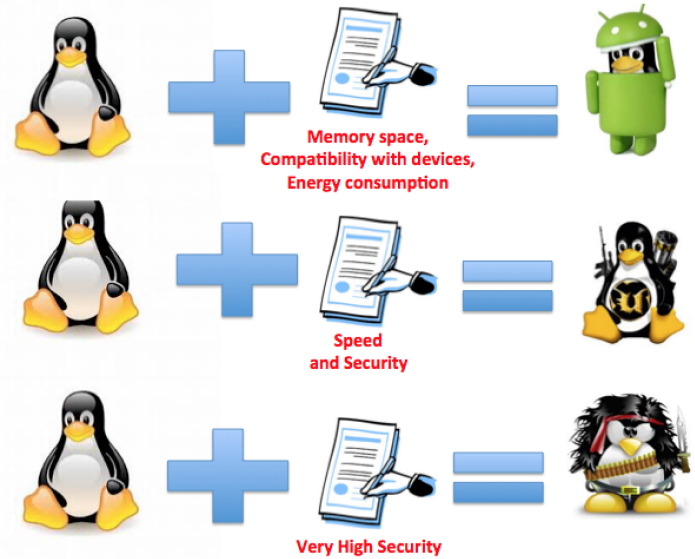 Memory space,
Compatibility with devices,
Energy consumption
Speed
and Security
Very High Security